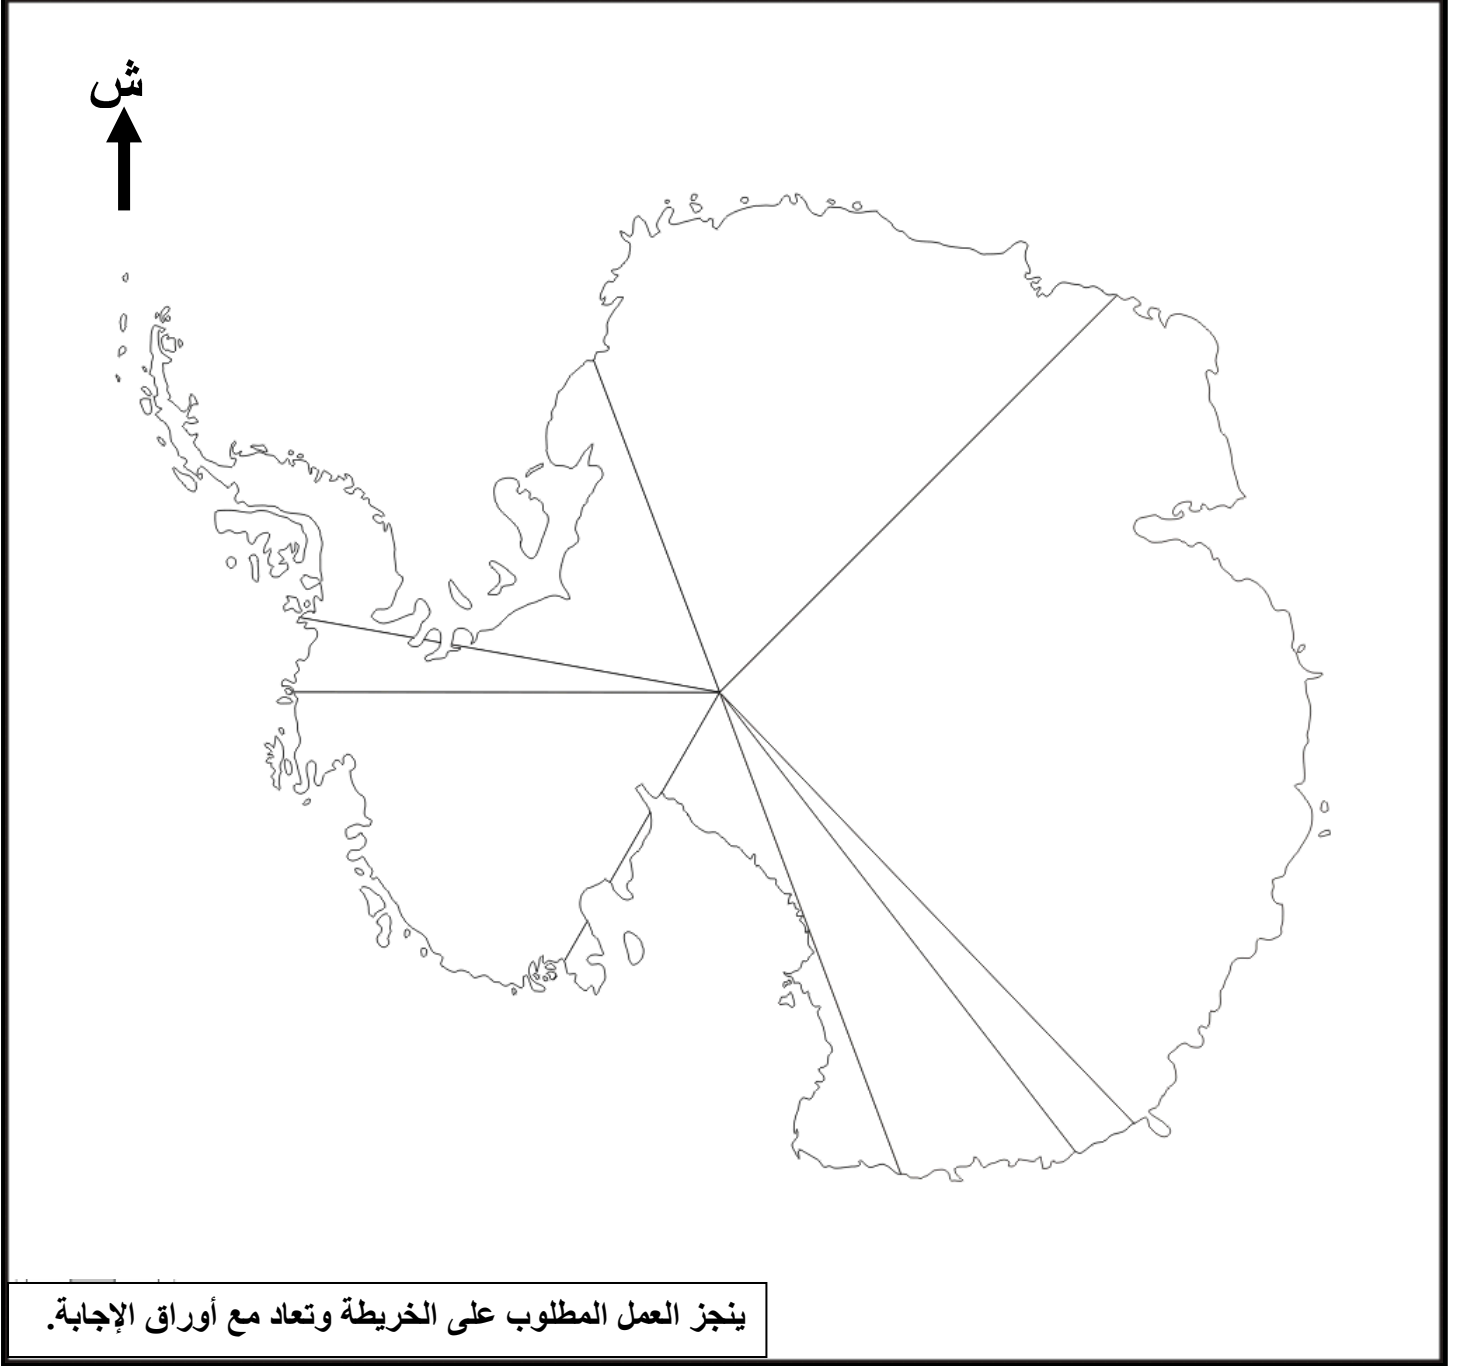 ش
ينجز العمل المطلوب على الخريطة وتعاد مع أوراق الإجابة.